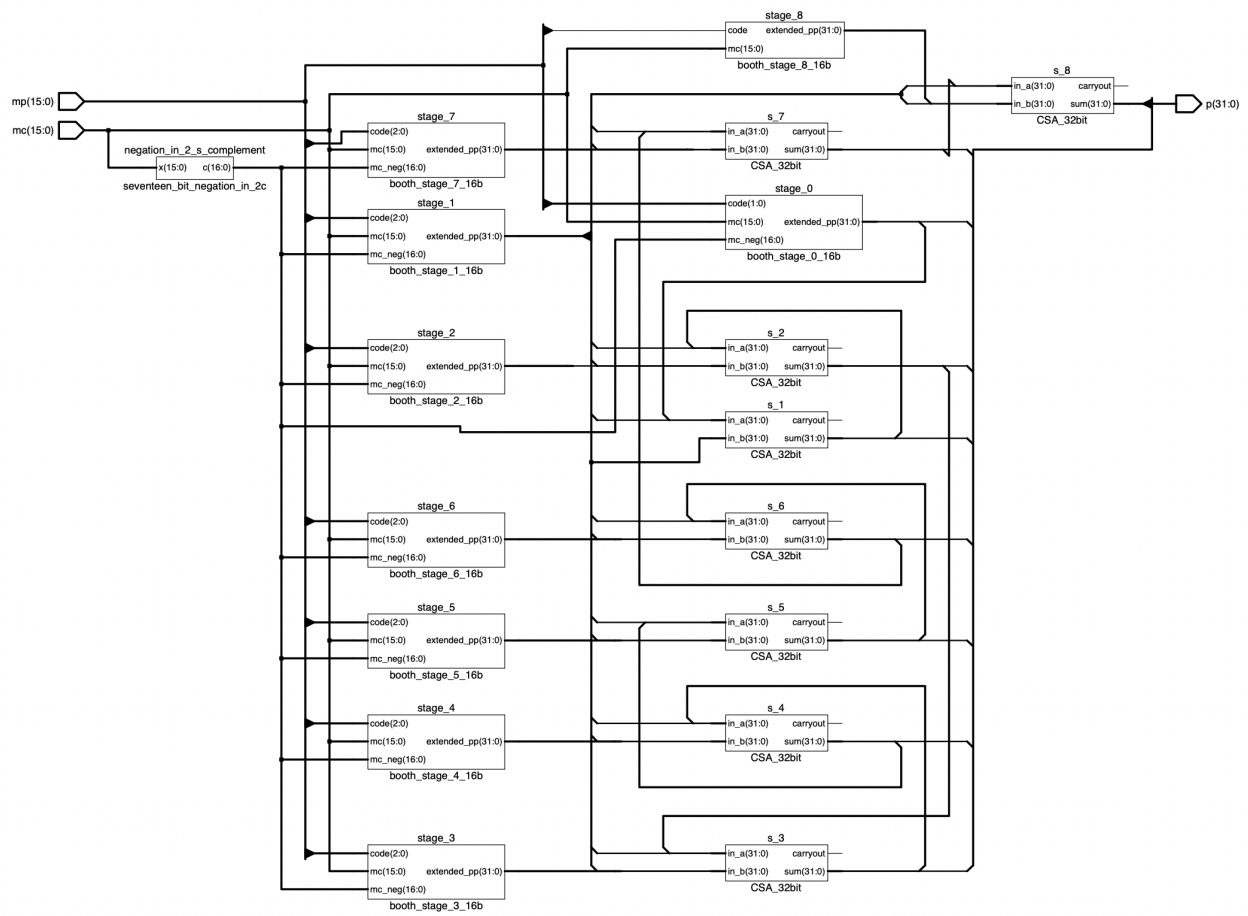 stage_8
code extended_pp(31:0)
mc(15:0)
booth_stage_8_16b
s_8
in_a(31:0) carryout
in_b(31:0) sum(31:0)
CSA_32bit
mp(15:0)
mc(15:0)
p(31:0)
negation_in_2_s_complement
x(15:0) c(16:0)
seventeen_bit_negation_in_2c
stage_7
code(2:0)
mc(15:0) extended_pp(31:0)
mc_neg(16:0)
booth_stage_7_16b
s_7
in_a(31:0) carryout
in_b(31:0) sum(31:0)
CSA_32bit
stage_1
code(2:0)
mc(15:0) extended_pp(31:0)
mc_neg(16:0)
booth_stage_1_16b
stage_0
code(1:0)
mc(15:0) extended_pp(31:0)
mc_neg(16:0)
booth_stage_0_16b
stage_2
code(2:0)
mc(15:0) extended_pp(31:0)
mc_neg(16:0)
booth_stage_2_16b
s_2
in_a(31:0) carryout
in_b(31:0) sum(31:0)
CSA_32bit
s_1
in_a(31:0) carryout
in_b(31:0) sum(31:0)
CSA_32bit
stage_6
code(2:0)
mc(15:0) extended_pp(31:0)
mc_neg(16:0)
booth_stage_6_16b
s_6
in_a(31:0) carryout
in_b(31:0) sum(31:0)
CSA_32bit
stage_5
code(2:0)
mc(15:0) extended_pp(31:0)
mc_neg(16:0)
booth_stage_5_16b
s_5
in_a(31:0) carryout
in_b(31:0) sum(31:0)
CSA_32bit
stage_4
code(2:0)
mc(15:0) extended_pp(31:0)
mc_neg(16:0)
booth_stage_4_16b
s_4
in_a(31:0) carryout
in_b(31:0) sum(31:0)
CSA_32bit
stage_3
code(2:0)
mc(15:0) extended_pp(31:0)
mc_neg(16:0)
booth_stage_3_16b
s_3
in_a(31:0) carryout
in_b(31:0) sum(31:0)
CSA_32bit